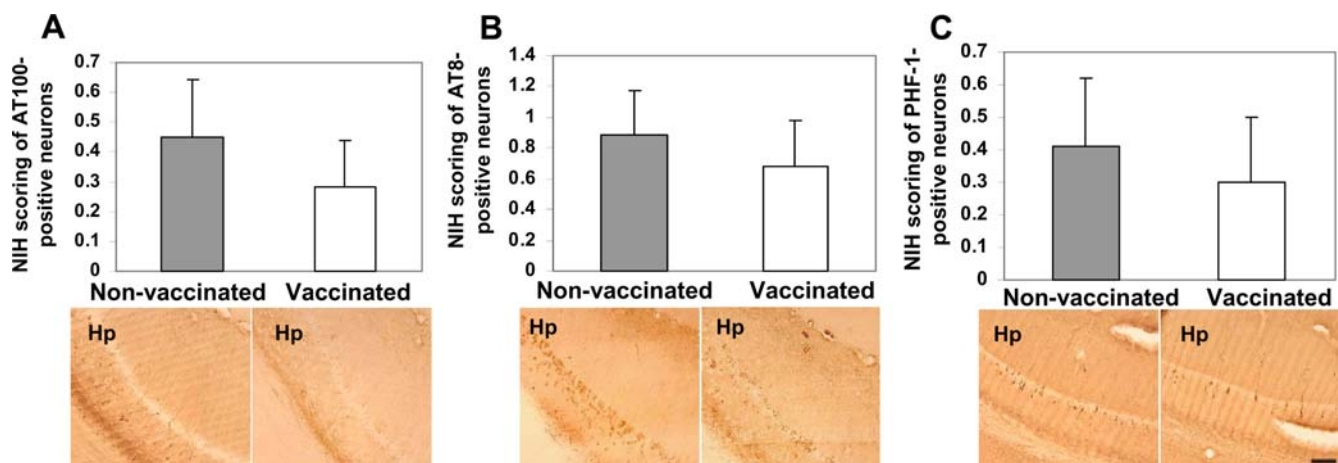 A
NIH scoring of AT100-
positive neurons
0.7
0.6
0.5
0.4
0.3
0.2
0.1
0
Non-vaccinated Vaccinated
Hp Hp
B
NIH scoring of AT8-
positive neurons
1.4
1.2
1
0.8
0.6
0.4
0.2
0
Non-vaccinated Vaccinated
Hp Hp
C
NIH scoring of PHF-1-
positive neurons
0.7
0.6
0.5
0.4
0.3
0.2
0.1
0
Non-vaccinated Vaccinated
Hp Hp